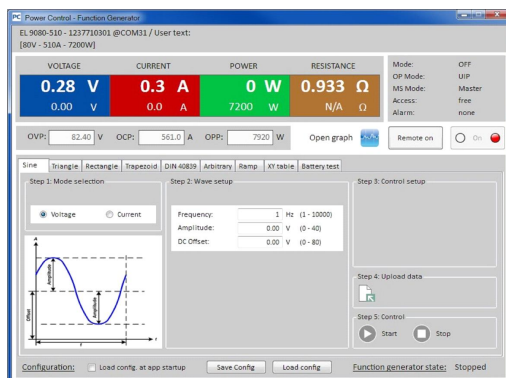 PC Power Control - Function Generator
EL 9080-510 - 1237710301 @COM31 / User text:
[80V - 510A - 7200W]
VOLTAGE CURRENT POWER RESISTANCE
0.28 V 0.3 A 0 W 0.933 Ω
0.00 V 0.0 A 7200 W N/A Ω
Mode: OFF
OP Mode: UIP
MS Mode: Master
Access: free
Alarm: none
OVP: 82.40 V OCP: 561.0 A OPP: 7920 W Open graph Remote on On
Sine Triangle Rectangle Trapezoid DIN 40839 Arbitrary Ramp XY table Battery test
Step 1: Mode selection
Voltage Current
Step 2: Wave setup
Frequency: 1 Hz (1 - 10000)
Amplitude: 0.00 V (0 - 40)
DC Offset: 0.00 V (0 - 80)
Step 3: Control setup
A
Amplitude
Amplitude
Offset
f
t
Step 4: Upload data
Step 5: Control
Start Stop
Configuration: Load config. at app startup Save Config Load config Function generator state: Stopped